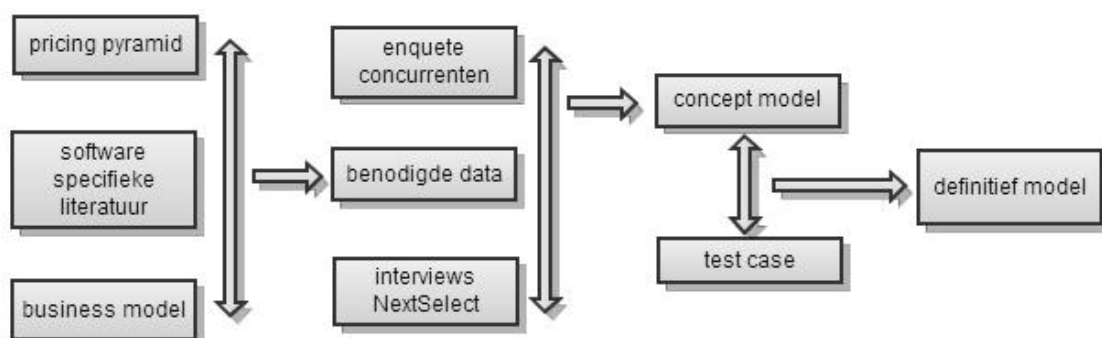 pricing pyramid
software
specifieke
literatuur
business model
enquete
concurrenten
benodigde data
interviews
NextSelect
concept model
test case
definitief model